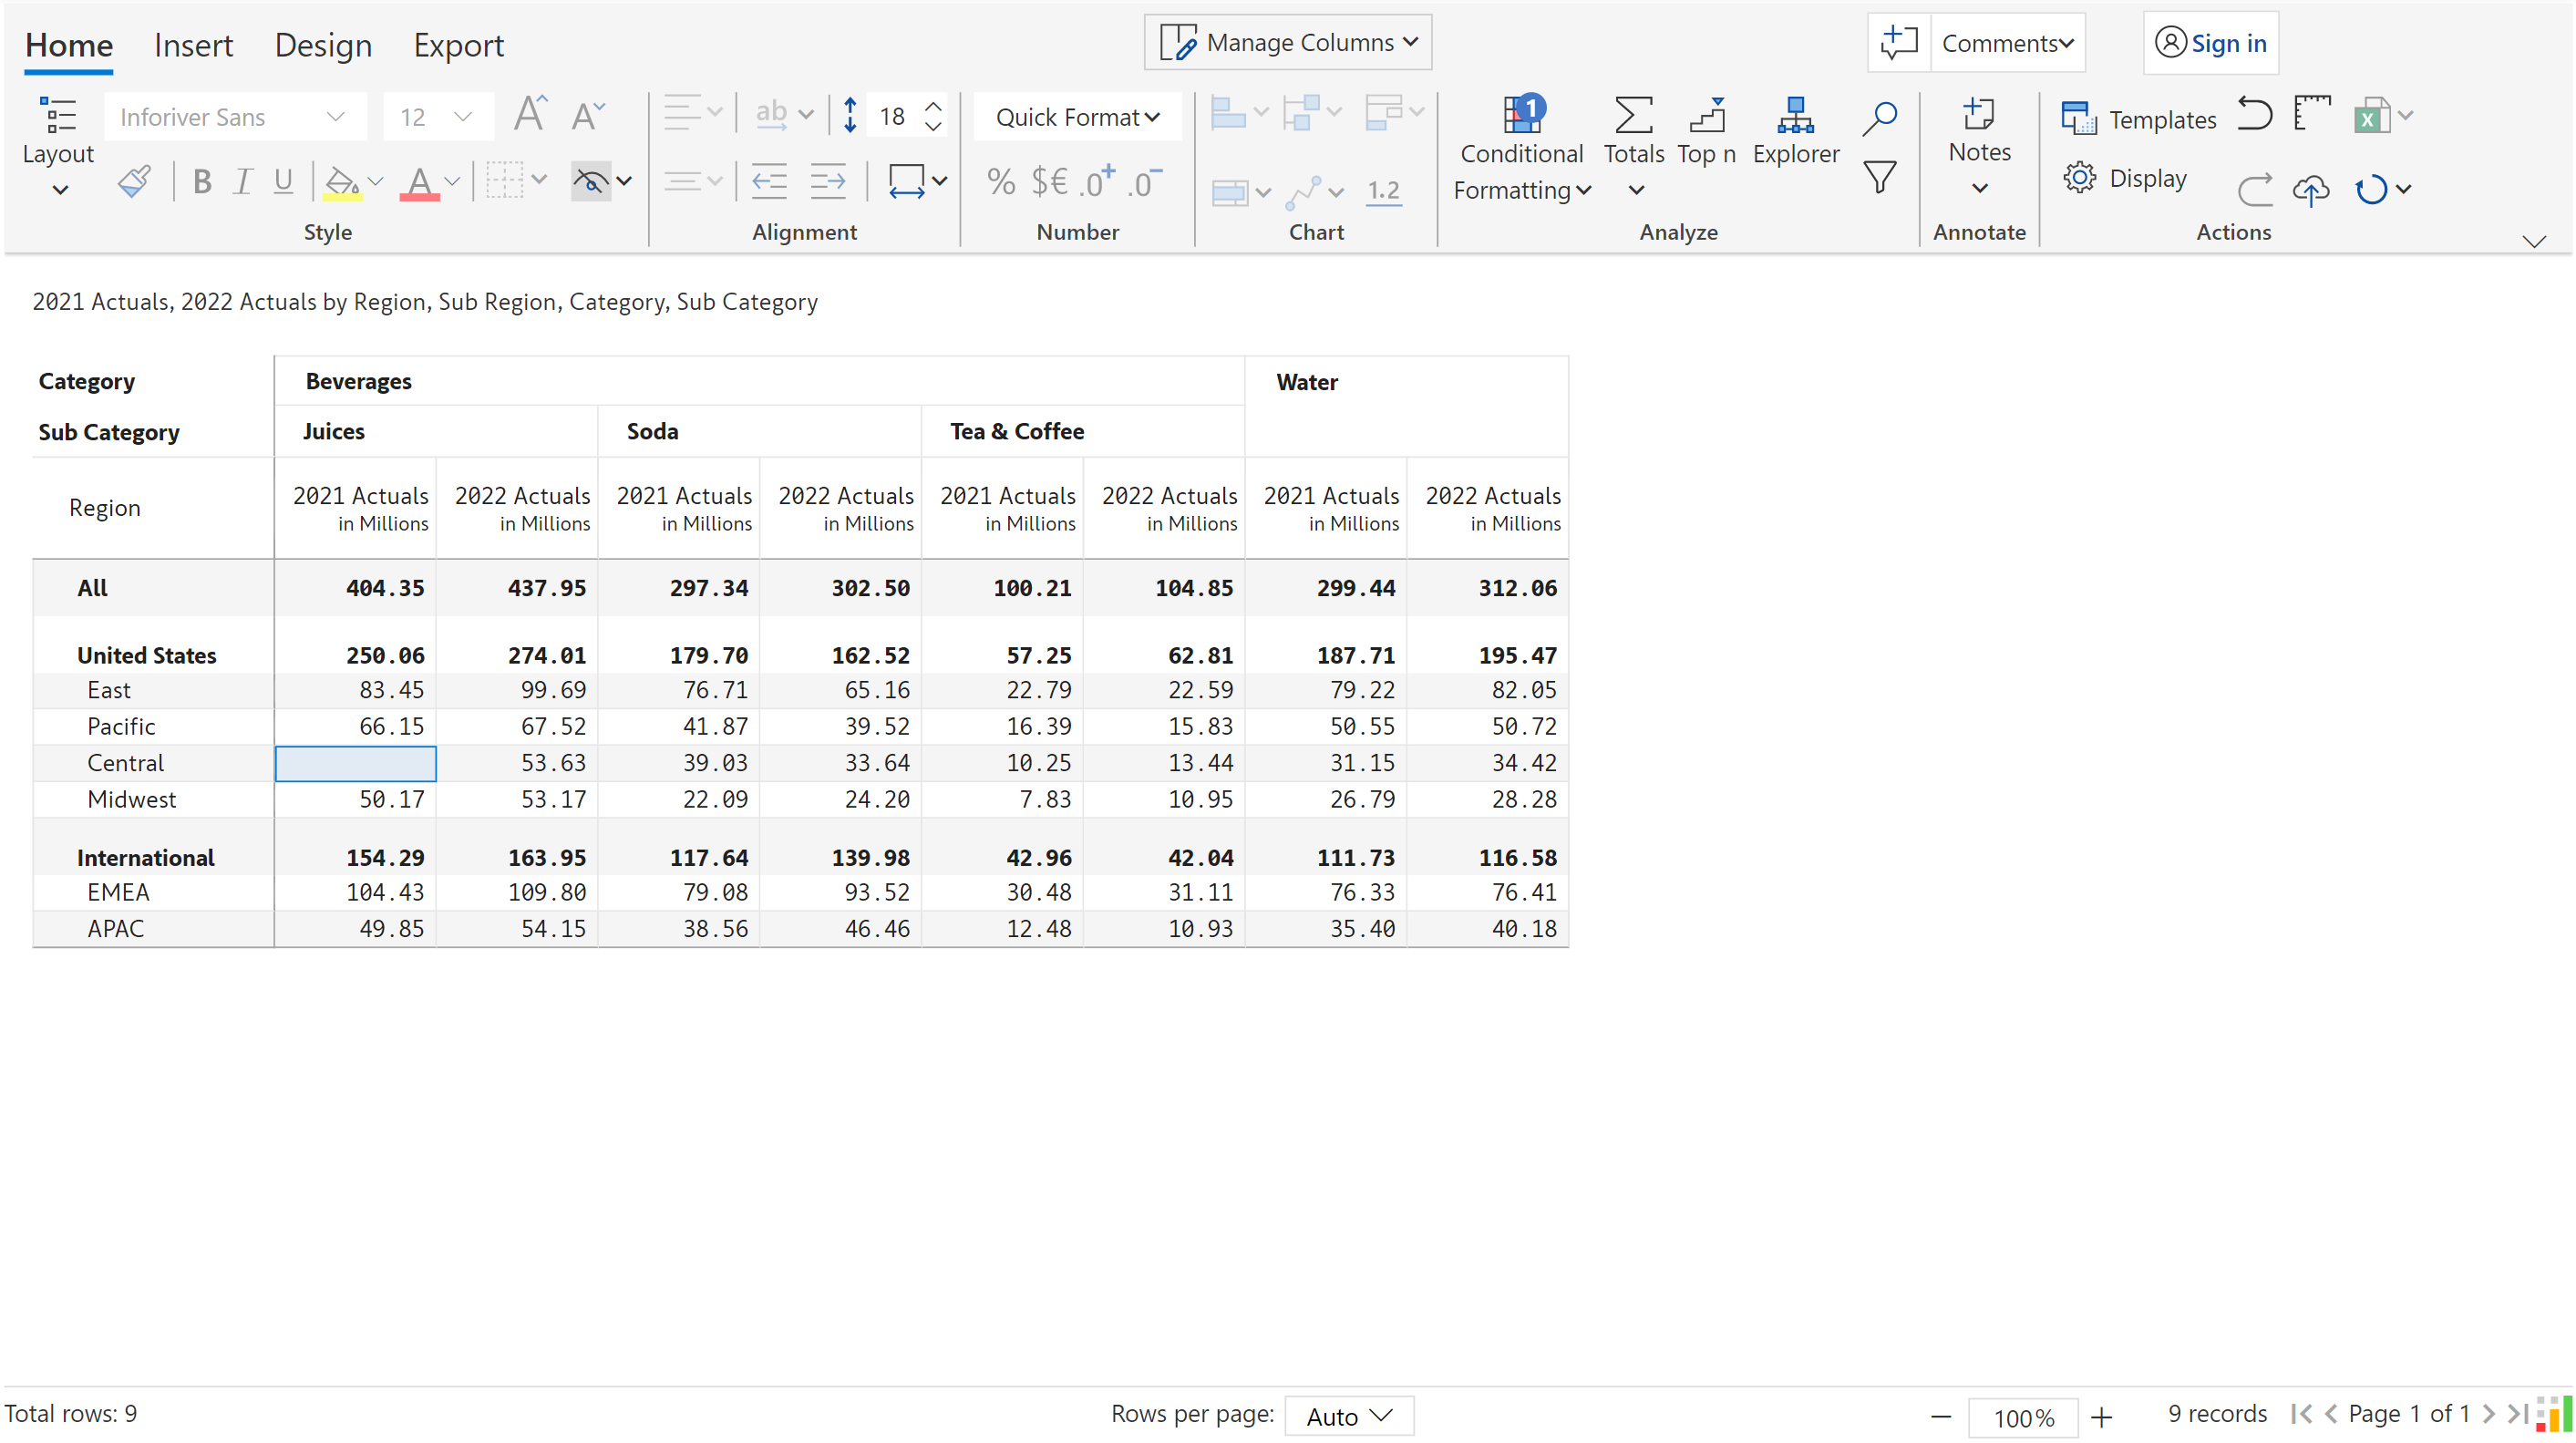 Home Insert Design Export Manage Columns Comments Sign in
Inforiver Sans 12 A A ab 18 Quick Format 1 Templates
Layout Conditional Totals Top n Explorer Notes
B I U A % $€ .0+ .0- 1.2 Formatting Display
Style Alignment Number Chart Analyze Annotate Actions
2021 Actuals, 2022 Actuals by Region, Sub Region, Category, Sub Category
Category Beverages Water
Sub Category Juices Soda Tea & Coffee
Region 2021 Actuals 2022 Actuals 2021 Actuals 2022 Actuals 2021 Actuals 2022 Actuals 2021 Actuals 2022 Actuals
in Millions in Millions in Millions in Millions in Millions in Millions in Millions in Millions
All 404.35 437.95 297.34 302.50 100.21 104.85 299.44 312.06
United States 250.06 274.01 179.70 162.52 57.25 62.81 187.71 195.47
East 83.45 99.69 76.71 65.16 22.79 22.59 79.22 82.05
Pacific 66.15 67.52 41.87 39.52 16.39 15.83 50.55 50.72
Central 53.63 39.03 33.64 10.25 13.44 31.15 34.42
Midwest 50.17 53.17 22.09 24.20 7.83 10.95 26.79 28.28
International 154.29 163.95 117.64 139.98 42.96 42.04 111.73 116.58
EMEA 104.43 109.80 79.08 93.52 30.48 31.11 76.33 76.41
APAC 49.85 54.15 38.56 46.46 12.48 10.93 35.40 40.18
Total rows: 9 Rows per page: Auto 100% 9 records Page 1 of 1